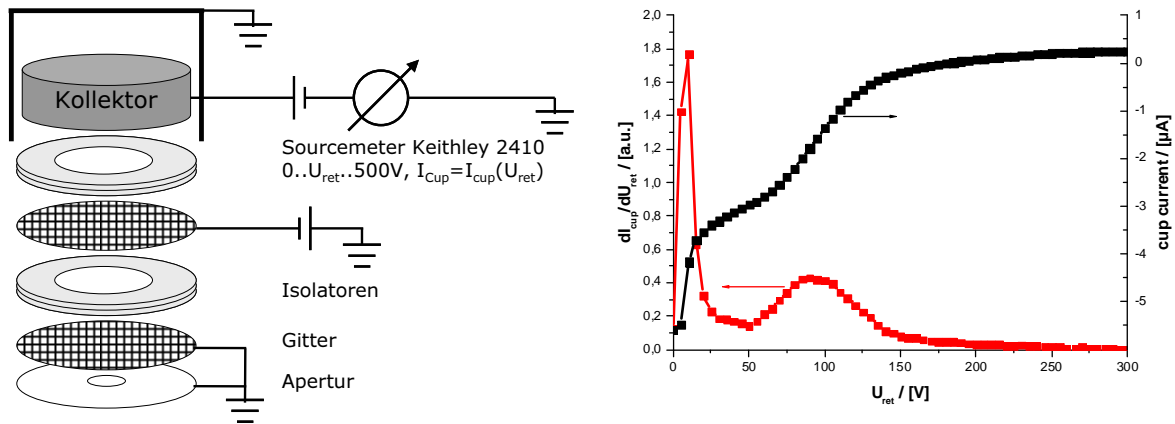 Kollektor
Sourcemeter Keithley 2410
0..U_ret..500V, I_Cup=I_cup(U_ret)
Isolatoren
Gitter
Apertur
dI_cup/dU_ret / [a.u.]
2,0
1,8
1,6
1,4
1,2
1,0
0,8
0,6
0,4
0,2
0,0
0
50
100
150
200
250
300
U_ret / [V]
1
0
-1
-2
-3
-4
-5
cup current / [µA]